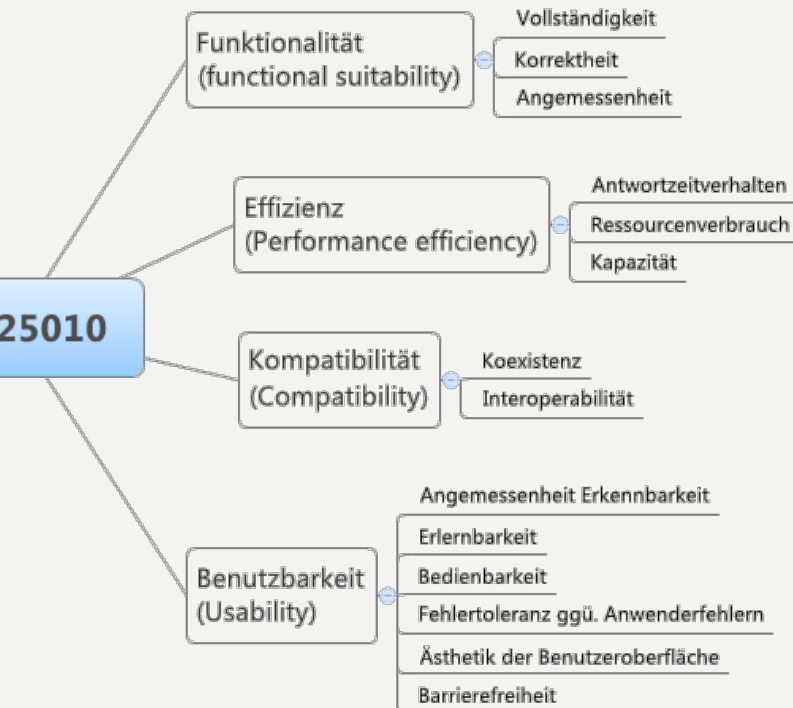 Funktionalität
(functional suitability)
Vollständigkeit
Korrektheit
Angemessenheit
Effizienz
(Performance efficiency)
Antwortzeitverhalten
Ressourcenverbrauch
Kapazität
25010
Kompatibilität
(Compatibility)
Koexistenz
Interoperabilität
Benutzbarkeit
(Usability)
Angemessenheit Erkennbarkeit
Erlernbarkeit
Bedienbarkeit
Fehlertoleranz ggü. Anwenderfehlern
Ästhetik der Benutzeroberfläche
Barrierefreiheit